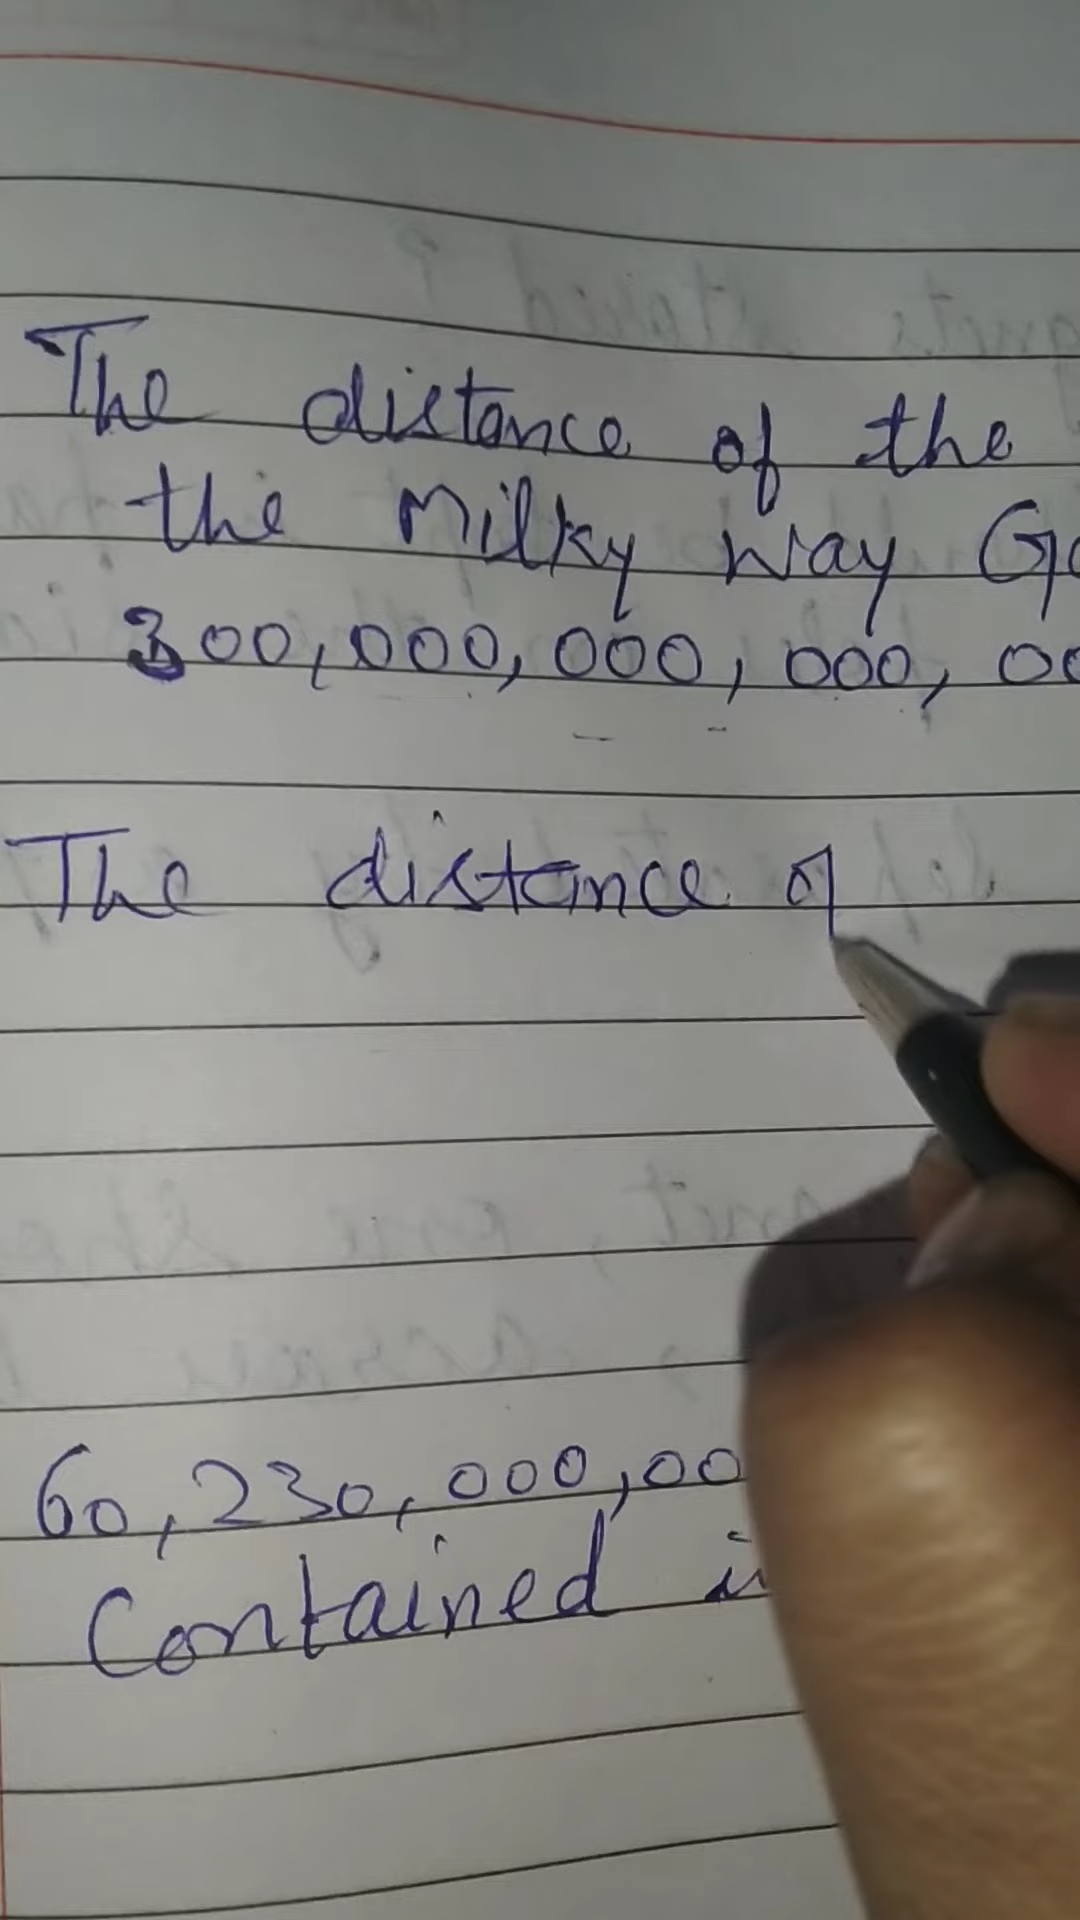 The distance of the
the Milky Way
300,000,000,000,
The distance of
60,230,000,00
Contained